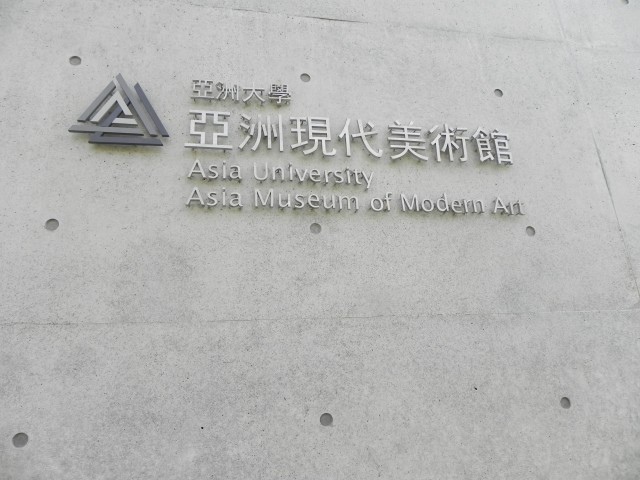 亞洲大學
亞洲現代美術館
Asia University
Asia Museum of Modern Art